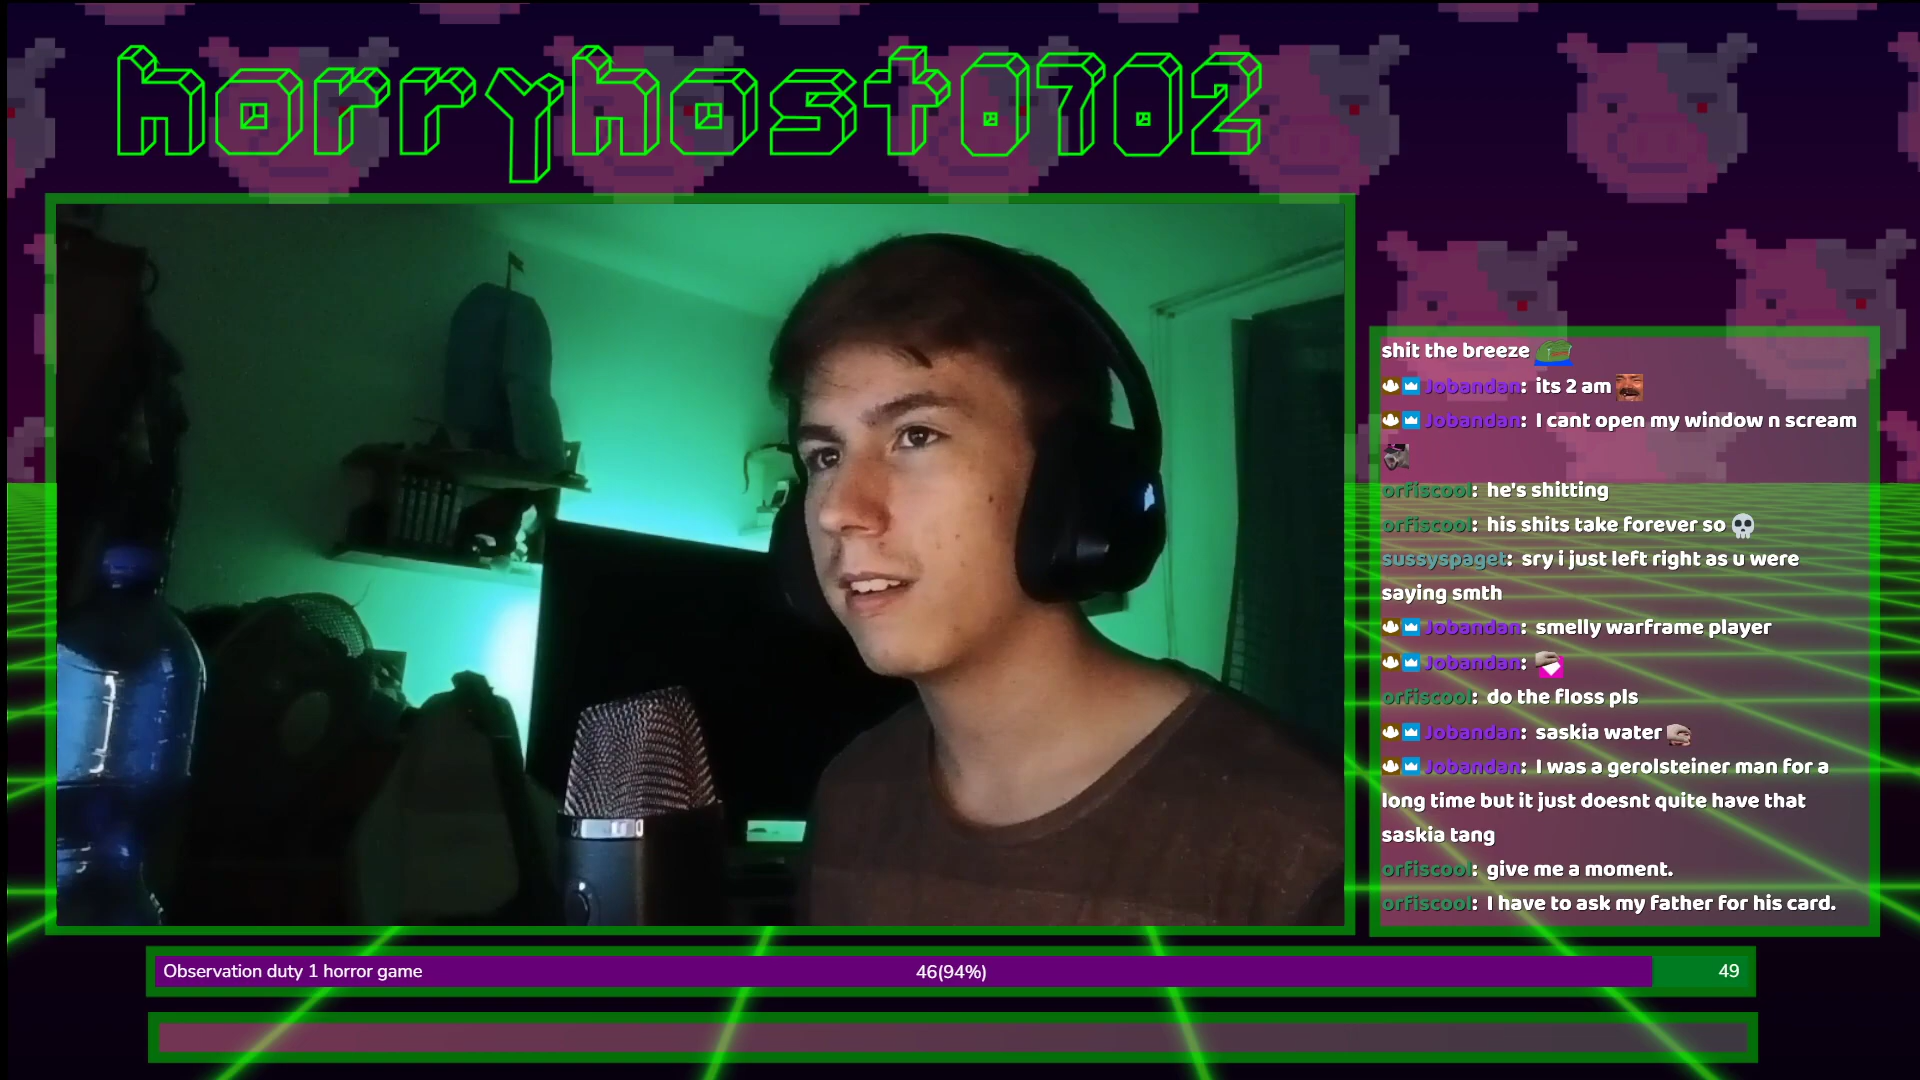 horryhost0702
shit the breeze
Jobandan: its 2 am
Jobandan: I cant open my window n scream
orfiscool: he's shitting
orfiscool: his shits take forever so
sussyspaget: sry i just left right as u were
saying smth
Jobandan: smelly warframe player
Jobandan:
orfiscool: do the floss pls
Jobandan: saskia water
Jobandan: I was a gerolsteiner man for a
long time but it just doesnt quite have that
saskia tang
orfiscool: give me a moment.
orfiscool: I have to ask my father for his card.
Observation duty 1 horror game 46(94%) 49